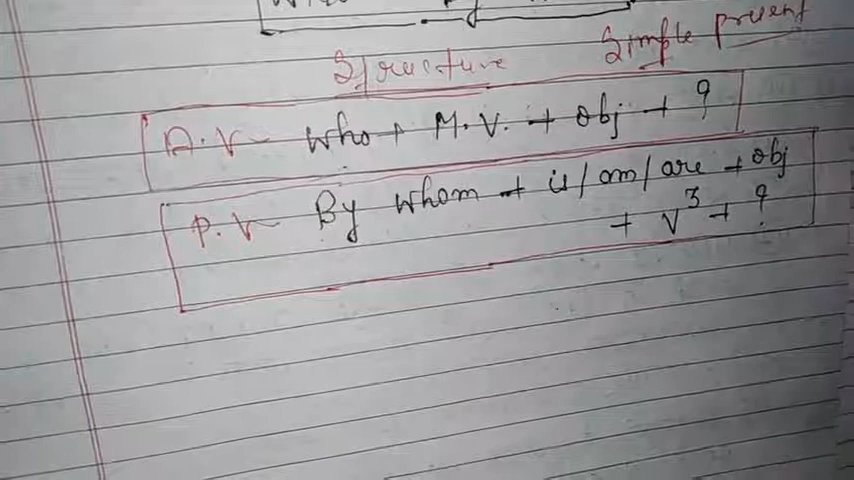 Structure Simple present
A.V- Who + M.V. + obj + ?
P.V- By whom + is/am/are + obj
+ V3 + ?